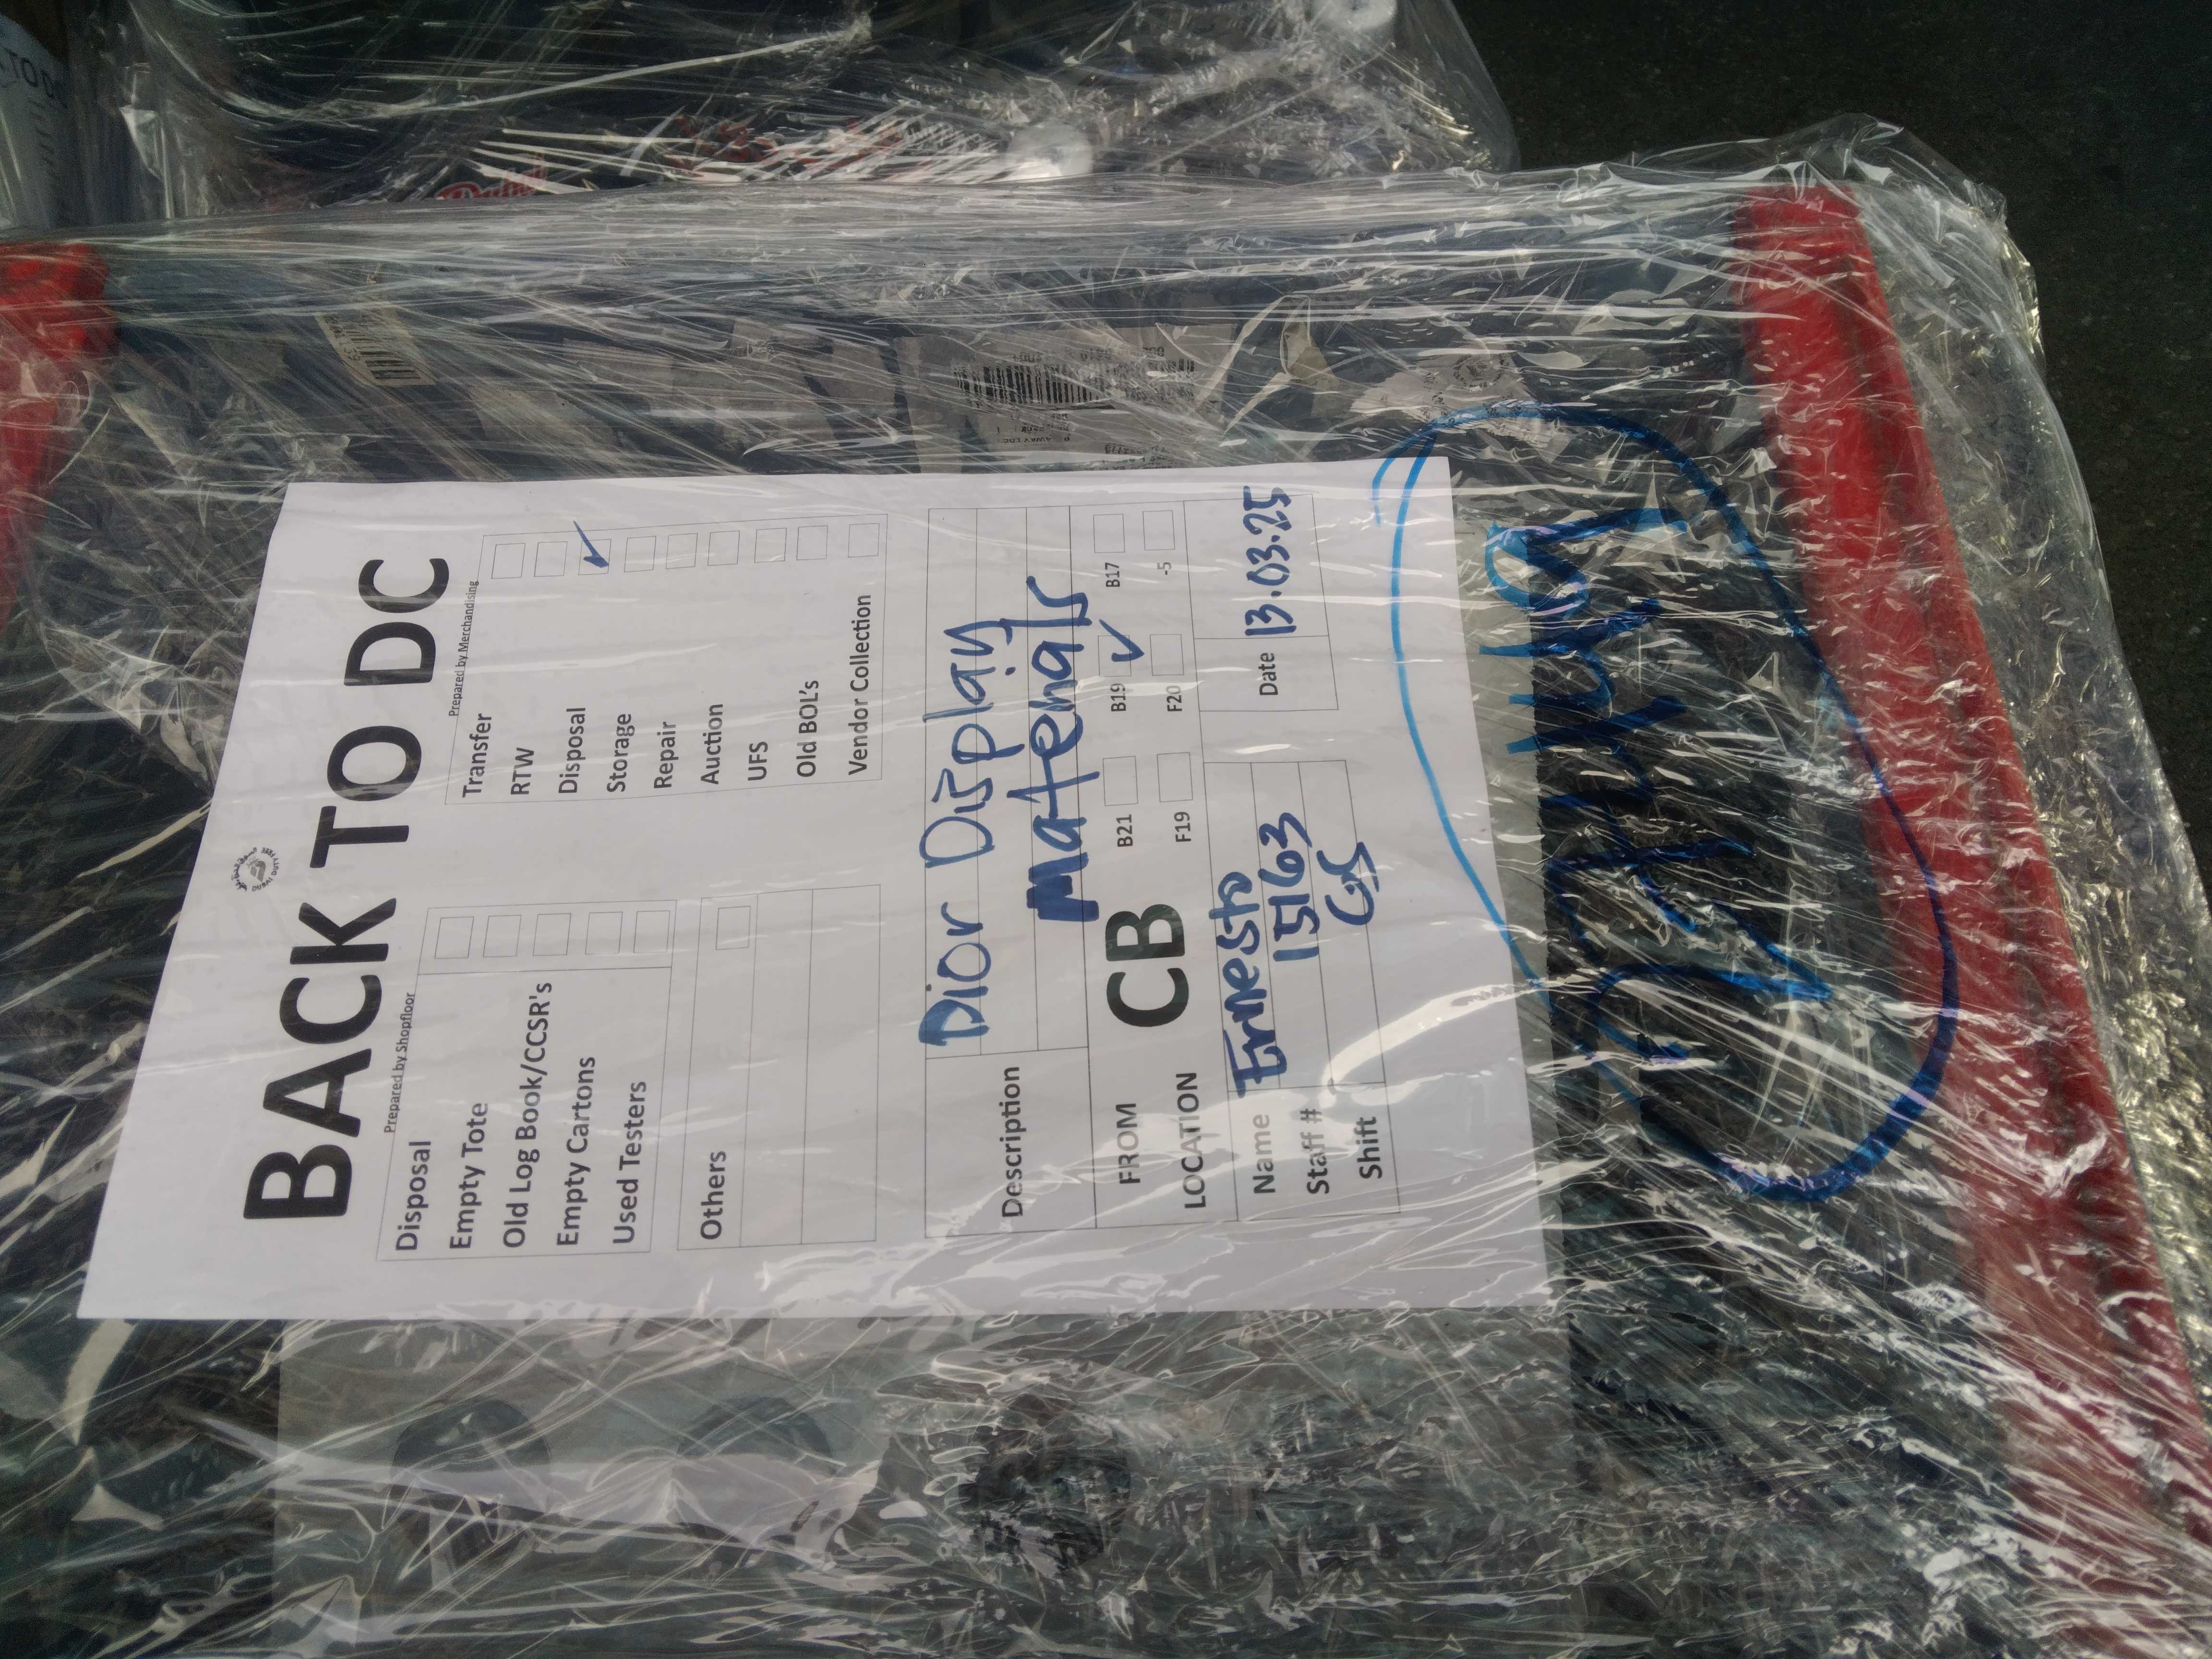 BACK TO DC
Prepared by Shopfloor
Disposal
Empty Tote
Old Log Book/CCSR's
Empty Cartons
Used Testers
Others
Prepared by Merchandising
Transfer
RTW
Disposal ✓
Storage
Repair
Auction
UFS
Old BOL's
Vendor Collection
Description Dior Display
Materials
FROM LOCATION CB
B21 B19 ✓ B17
F19 F20 -5
Name Ernesto
Staff # 15163
Shift GS
Date 13.03.25